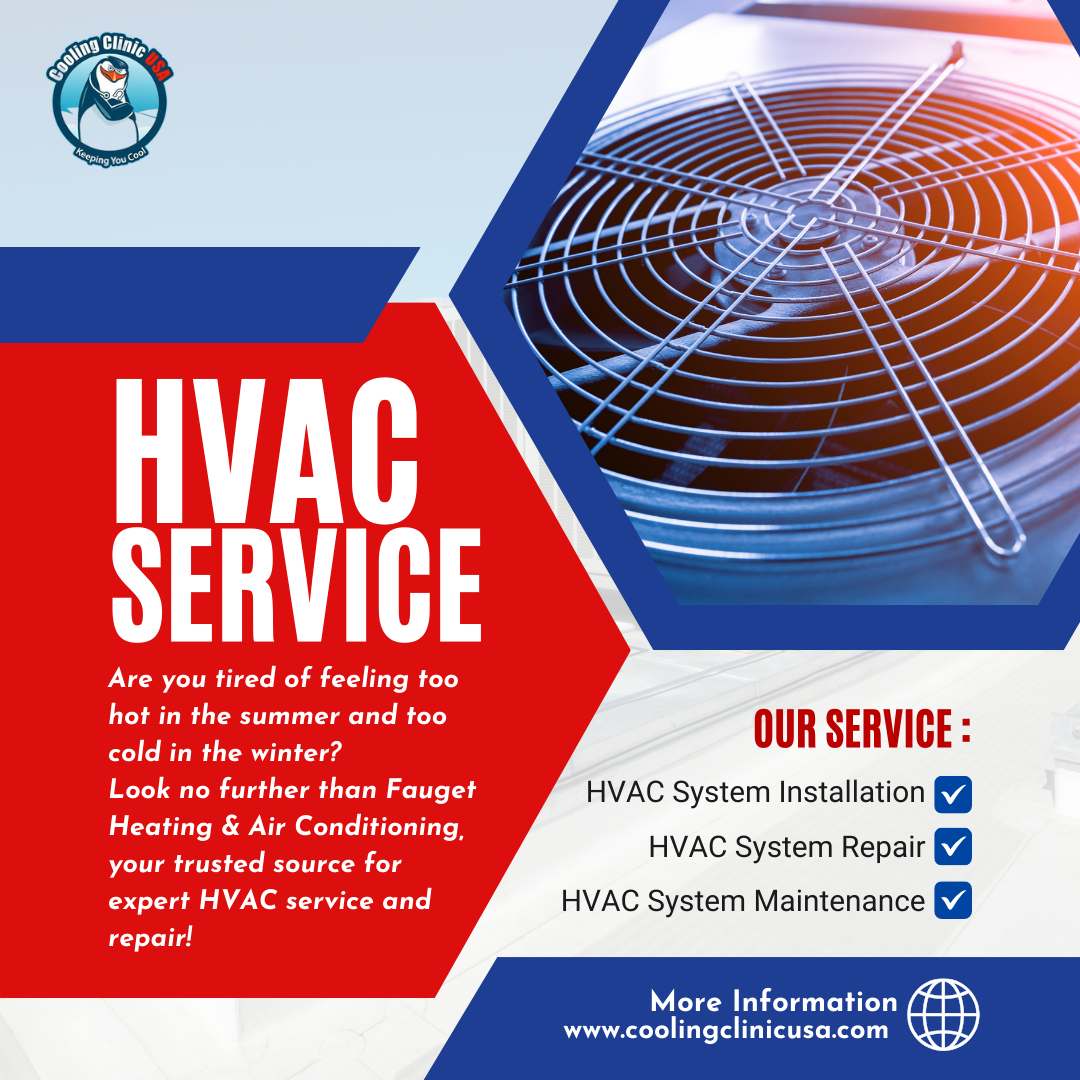 Cooling Clinic USA
Keeping You Cool
HVAC
SERVICE
Are you tired of feeling too
hot in the summer and too
cold in the winter?
Look no further than Fauget
Heating & Air Conditioning,
your trusted source for
expert HVAC service and
repair!
OUR SERVICE :
HVAC System Installation
HVAC System Repair
HVAC System Maintenance
More Information
www.coolingclinicusa.com